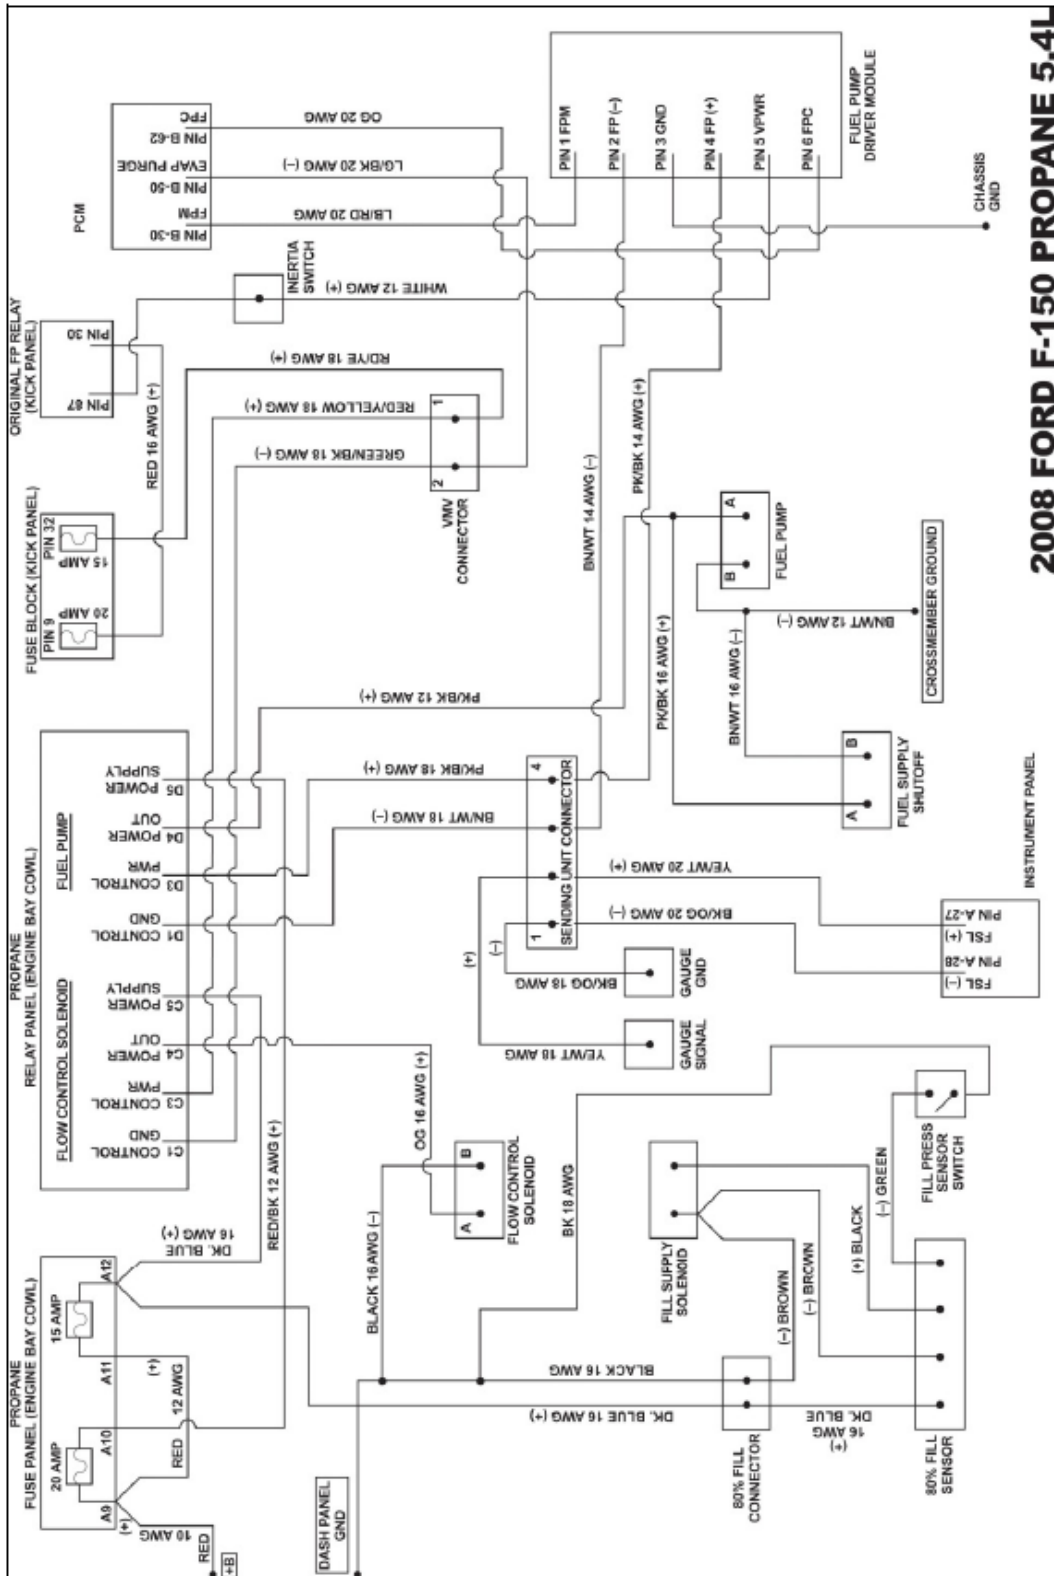 2008 FORD F-150 PROPANE 5.4L
PCM
PIN B-62
FPC
PIN B-50
EVAP PURGE
PIN B-30
FPM
OG 20 AWG
LG/BK 20 AWG (–)
LB/RD 20 AWG
PIN 1 FPM
PIN 2 FP (–)
PIN 3 GND
PIN 4 FP (+)
PIN 5 VPWR
PIN 6 FPC
FUEL PUMP
DRIVER MODULE
CHASSIS
GND
ORIGINAL FP RELAY
(KICK PANEL)
PIN 30
PIN 87
INERTIA
SWITCH
WHITE 12 AWG (+)
RED 16 AWG (+)
RD/YE 18 AWG (+)
RED/YELLOW 18 AWG (+)
GREEN/BK 18 AWG (–)
1
2
VMV
CONNECTOR
FUSE BLOCK (KICK PANEL)
PIN 32
15 AMP
PIN 9
20 AMP
BN/WT 14 AWG (–)
PK/BK 14 AWG (+)
A
B
FUEL PUMP
BN/WT 12 AWG (–)
CROSSMEMBER GROUND
PK/BK 16 AWG (+)
BN/WT 16 AWG (–)
B
A
FUEL SUPPLY
SHUTOFF
PROPANE
RELAY PANEL (ENGINE BAY COWL)
FUEL PUMP
D5 POWER
SUPPLY
D4 POWER
OUT
D3 CONTROL
PWR
D1 CONTROL
GND
FLOW CONTROL SOLENOID
C5 POWER
SUPPLY
C4 POWER
OUT
C3 CONTROL
PWR
C1 CONTROL
GND
PK/BK 12 AWG (+)
PK/BK 18 AWG (+)
BN/WT 18 AWG (–)
4
1
SENDING UNIT CONNECTOR
YE/WT 20 AWG (+)
BK/OG 20 AWG (–)
INSTRUMENT PANEL
PIN A-27
FSL (+)
PIN A-28
FSL (–)
(+)
(–)
BK/OG 18 AWG
GAUGE
GND
YE/WT 18 AWG
GAUGE
SIGNAL
OG 16 AWG (+)
B
A
FLOW CONTROL
SOLENOID
BLACK 16AWG (–)
BK 18 AWG
FILL SUPPLY
SOLENOID
(–) GREEN
FILL PRESS
SENSOR
SWITCH
(+) BLACK
(–) BROWN
(–) BROWN
PROPANE
FUSE PANEL (ENGINE BAY COWL)
15 AMP
A12
A11
20 AMP
A10
A9
DK. BLUE
16 AWG (+)
RED/BK 12 AWG (+)
(+)
RED 12 AWG
(+)
10 AWG
RED
+B
DASH PANEL
GND
BLACK 16 AWG
DK. BLUE 16 AWG (+)
80% FILL
CONNECTOR
DK. BLUE
16 AWG
(+)
80% FILL
SENSOR